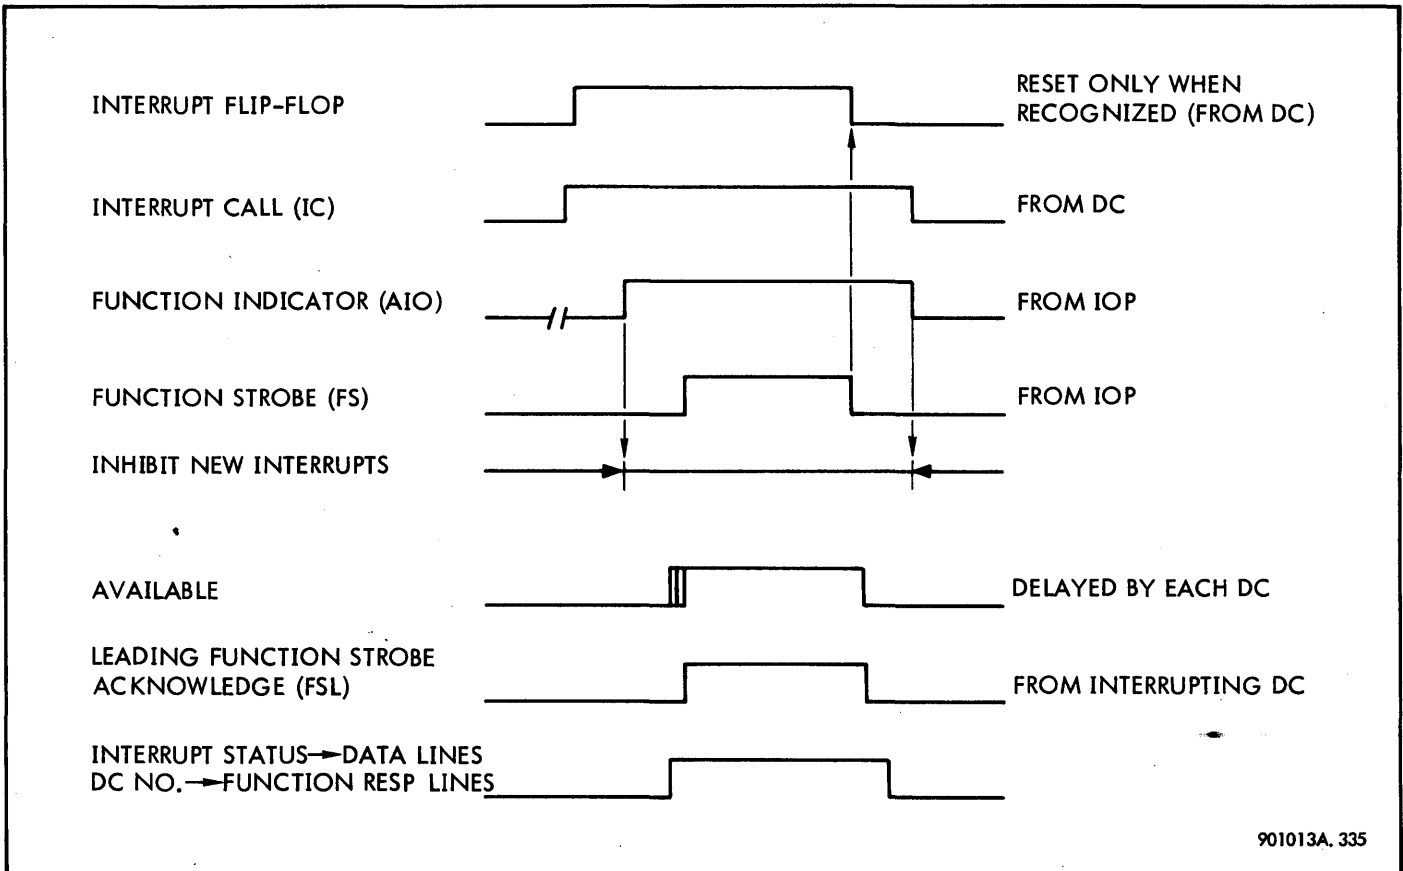 INTERRUPT FLIP-FLOP
RESET ONLY WHEN
RECOGNIZED (FROM DC)
INTERRUPT CALL (IC)
FROM DC
FUNCTION INDICATOR (AIO)
FROM IOP
FUNCTION STROBE (FS)
FROM IOP
INHIBIT NEW INTERRUPTS
AVAILABLE
DELAYED BY EACH DC
LEADING FUNCTION STROBE
ACKNOWLEDGE (FSL)
FROM INTERRUPTING DC
INTERRUPT STATUS→DATA LINES
DC NO.→FUNCTION RESP LINES
901013A. 335